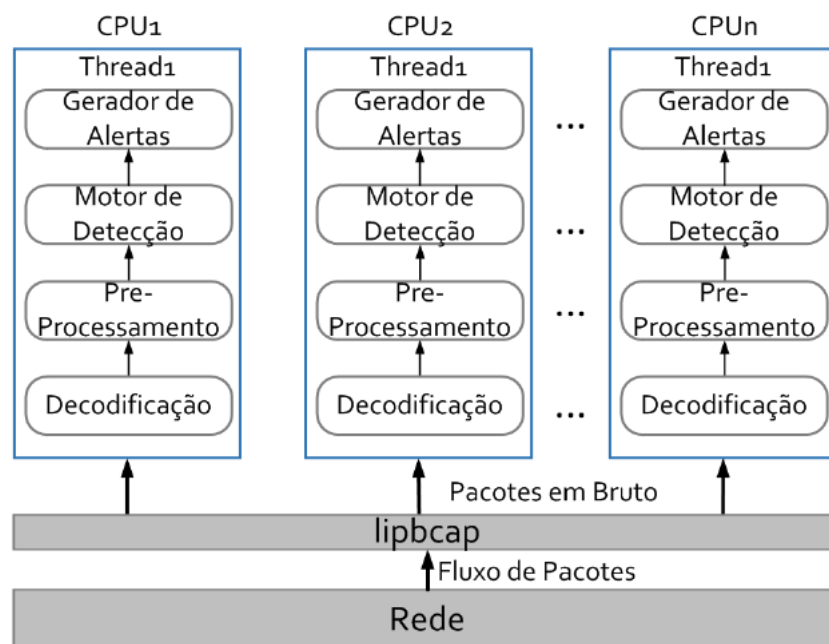 CPU1
CPU2
CPUn
Thread1
Thread1
Thread1
Gerador de
Alertas
Gerador de
Alertas
...
Gerador de
Alertas
Motor de
Detecção
Motor de
Detecção
...
Motor de
Detecção
Pre-
Processamento
Pre-
Processamento
...
Pre-
Processamento
Decodificação
Decodificação
...
Decodificação
Pacotes em Bruto
lipbcap
Fluxo de Pacotes
Rede